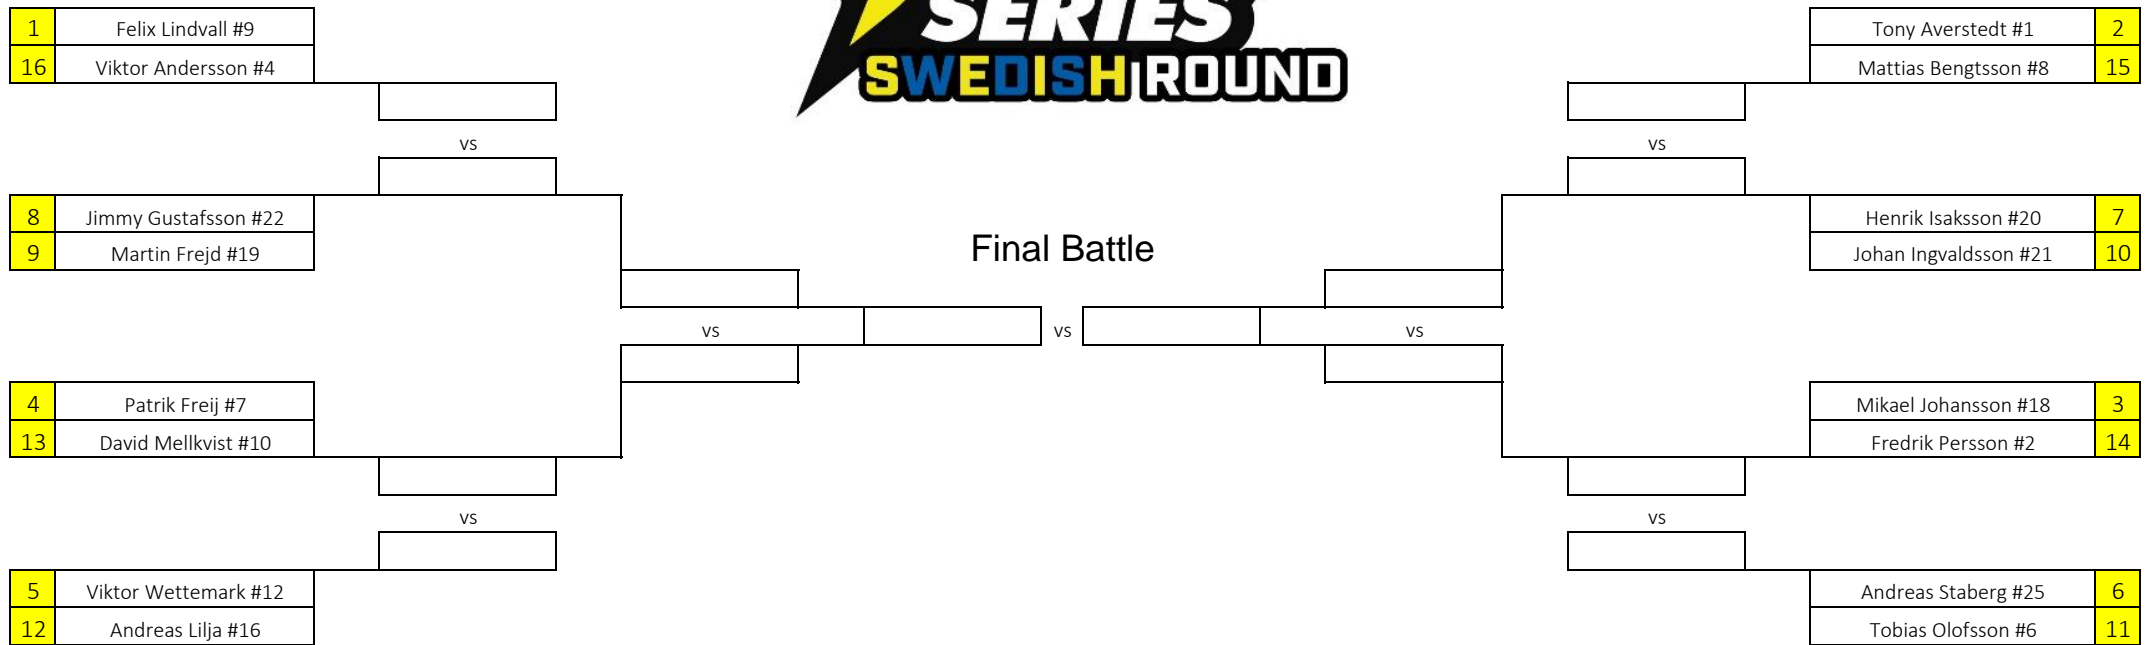 SERIES
SWEDISH ROUND
1 Felix Lindvall #9
16 Viktor Andersson #4
vs
8 Jimmy Gustafsson #22
9 Martin Frejd #19
4 Patrik Freij #7
13 David Mellkvist #10
vs
5 Viktor Wettemark #12
12 Andreas Lilja #16
vs
Final Battle
vs
vs
Tony Averstedt #1 2
Mattias Bengtsson #8 15
vs
Henrik Isaksson #20 7
Johan Ingvaldsson #21 10
Mikael Johansson #18 3
Fredrik Persson #2 14
vs
Andreas Staberg #25 6
Tobias Olofsson #6 11